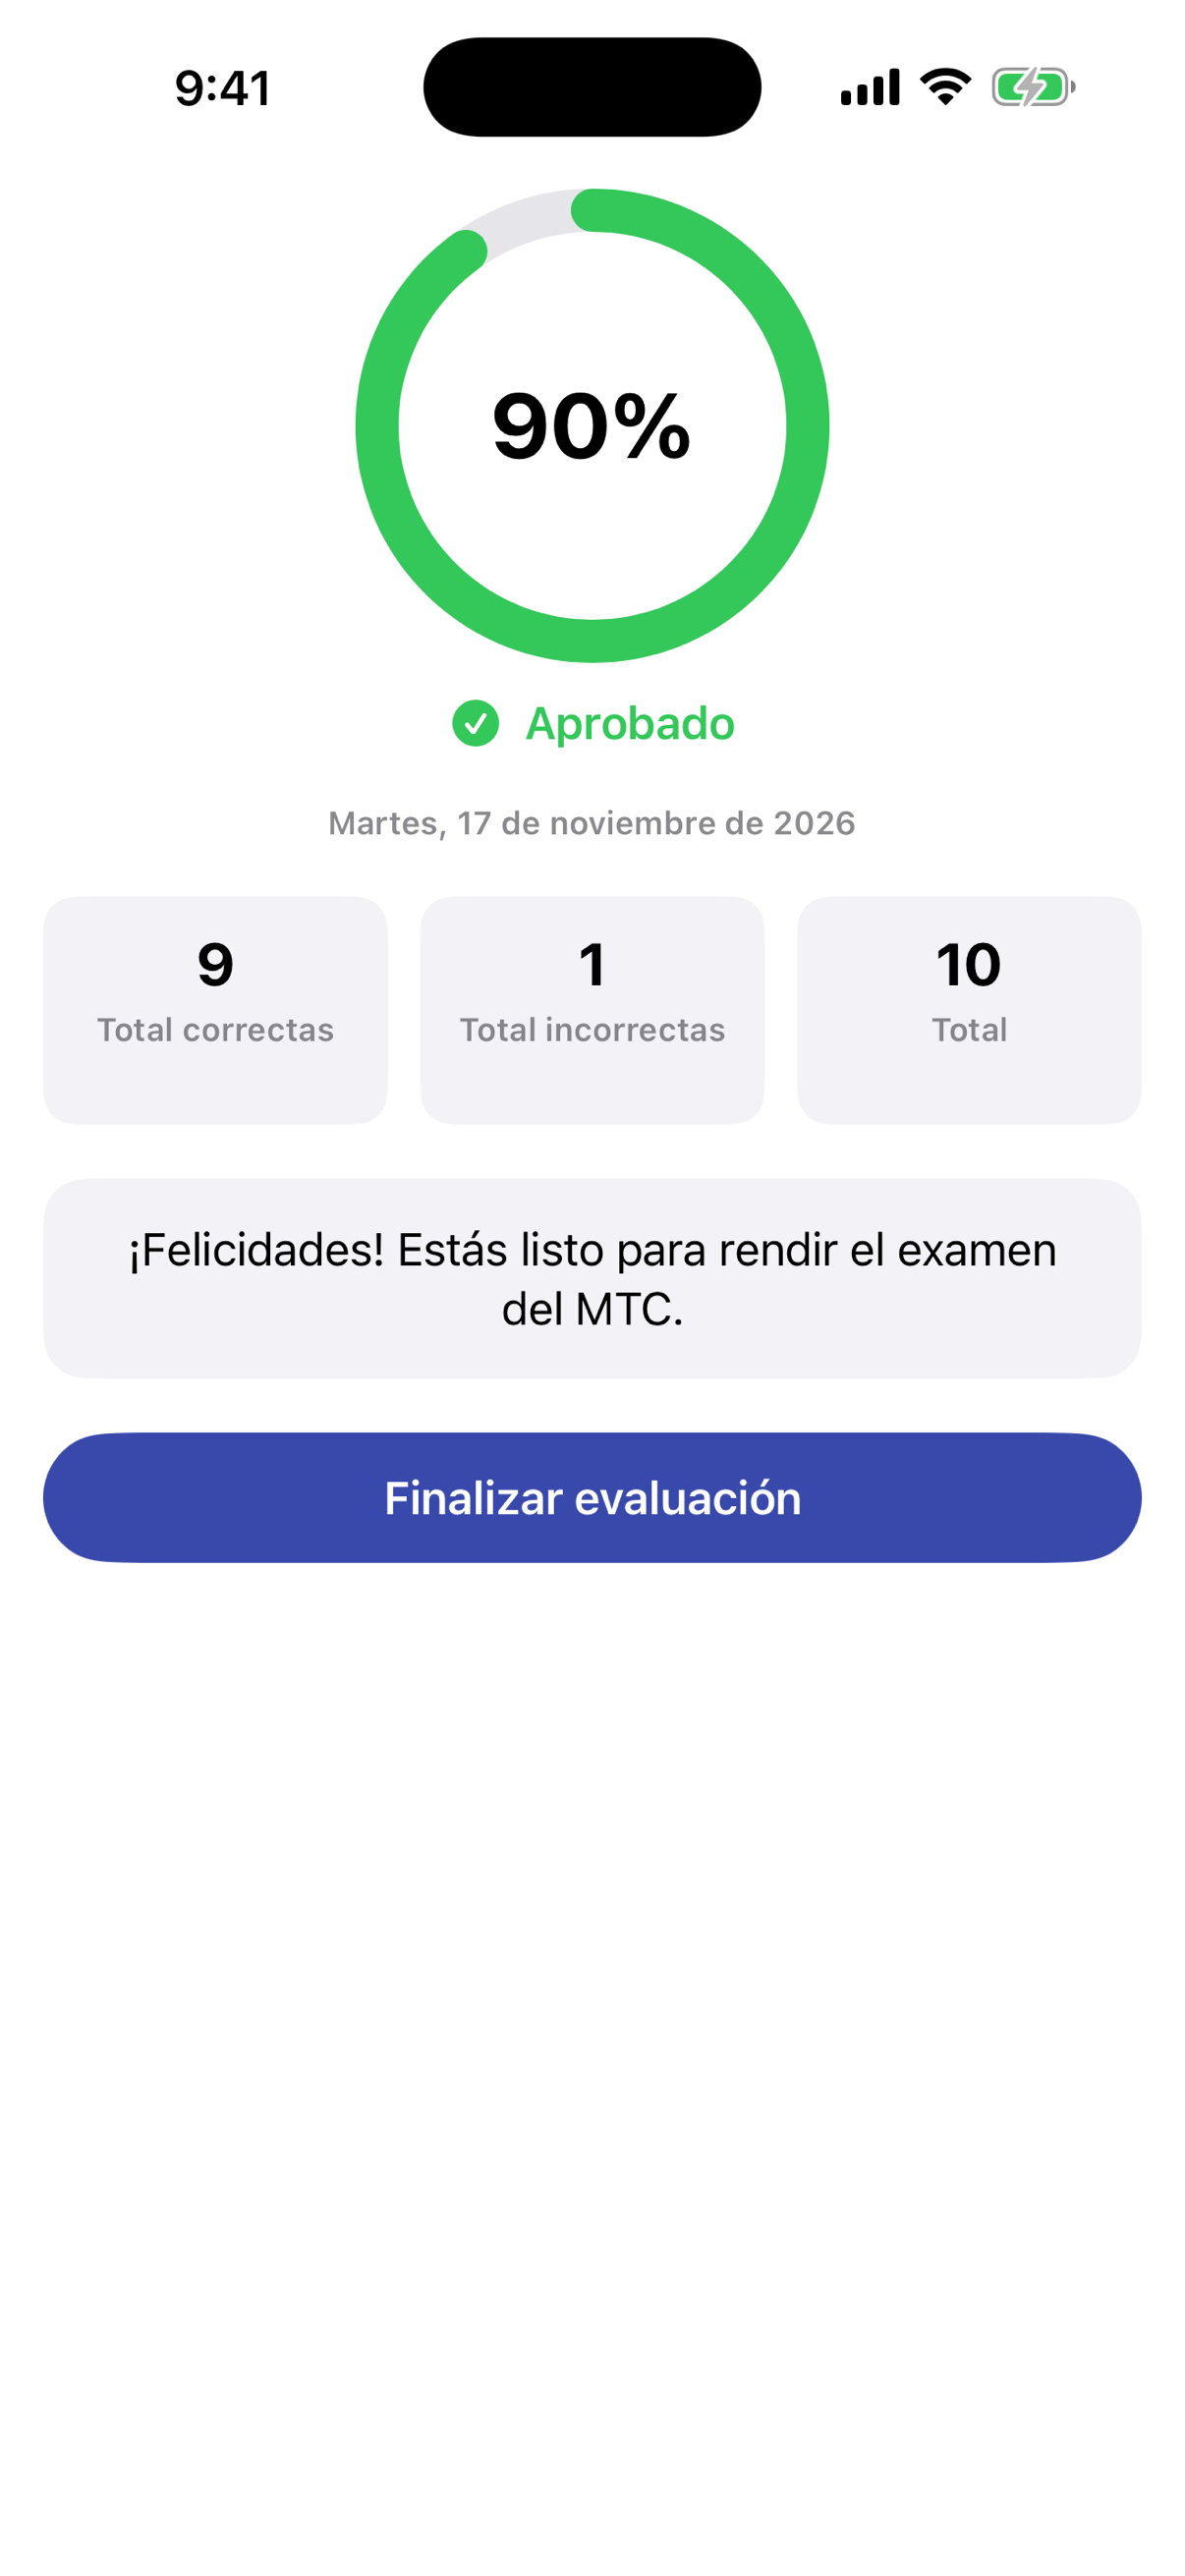 9:41
90%
Aprobado
Martes, 17 de noviembre de 2026
9
Total correctas
1
Total incorrectas
10
Total
¡Felicidades! Estás listo para rendir el examen
del MTC.
Finalizar evaluación